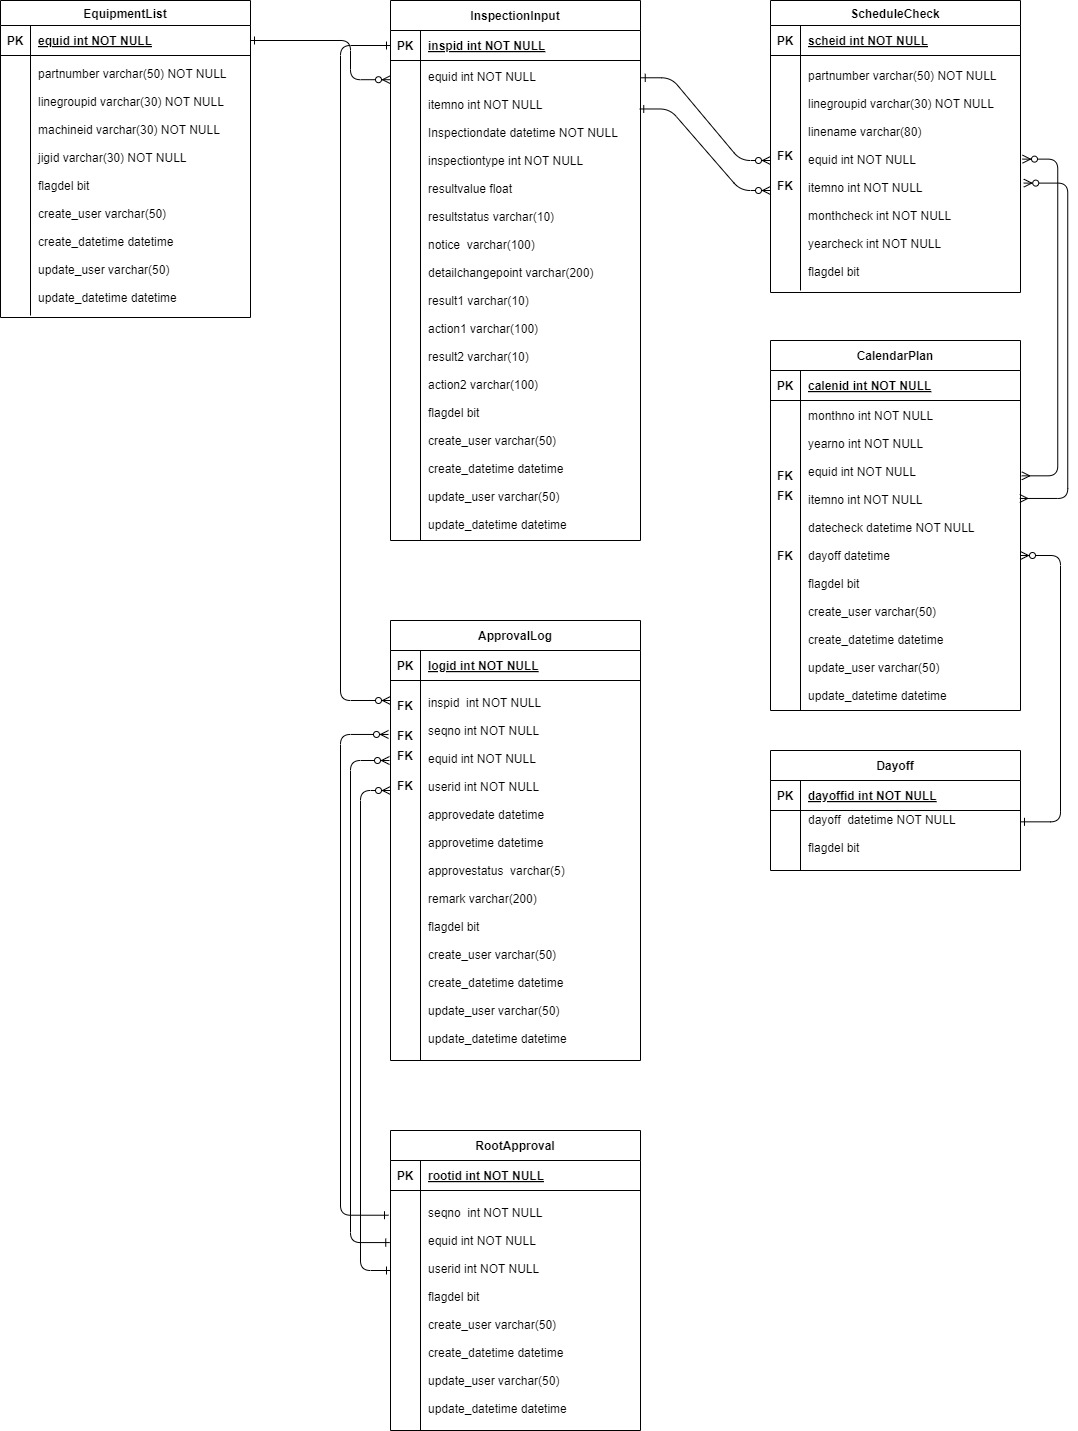 EquipmentList
PK equid int NOT NULL
partnumber varchar(50) NOT NULL
linegroupid varchar(30) NOT NULL
machineid varchar(30) NOT NULL
jigid varchar(30) NOT NULL
flagdel bit
create_user varchar(50)
create_datetime datetime
update_user varchar(50)
update_datetime datetime
InspectionInput
PK inspid int NOT NULL
equid int NOT NULL
itemno int NOT NULL
Inspectiondate datetime NOT NULL
inspectiontype int NOT NULL
resultvalue float
resultstatus varchar(10)
notice  varchar(100)
detailchangepoint varchar(200)
result1 varchar(10)
action1 varchar(100)
result2 varchar(10)
action2 varchar(100)
flagdel bit
create_user varchar(50)
create_datetime datetime
update_user varchar(50)
update_datetime datetime
ScheduleCheck
PK scheid int NOT NULL
partnumber varchar(50) NOT NULL
linegroupid varchar(30) NOT NULL
linename varchar(80)
FK equid int NOT NULL
FK itemno int NOT NULL
monthcheck int NOT NULL
yearcheck int NOT NULL
flagdel bit
CalendarPlan
PK calenid int NOT NULL
monthno int NOT NULL
yearno int NOT NULL
FK equid int NOT NULL
FK itemno int NOT NULL
datecheck datetime NOT NULL
FK dayoff datetime
flagdel bit
create_user varchar(50)
create_datetime datetime
update_user varchar(50)
update_datetime datetime
ApprovalLog
PK logid int NOT NULL
FK inspid  int NOT NULL
FK seqno int NOT NULL
FK equid int NOT NULL
FK userid int NOT NULL
approvedate datetime
approvetime datetime
approvestatus  varchar(5)
remark varchar(200)
flagdel bit
create_user varchar(50)
create_datetime datetime
update_user varchar(50)
update_datetime datetime
Dayoff
PK dayoffid int NOT NULL
dayoff  datetime NOT NULL
flagdel bit
RootApproval
PK rootid int NOT NULL
seqno  int NOT NULL
equid int NOT NULL
userid int NOT NULL
flagdel bit
create_user varchar(50)
create_datetime datetime
update_user varchar(50)
update_datetime datetime